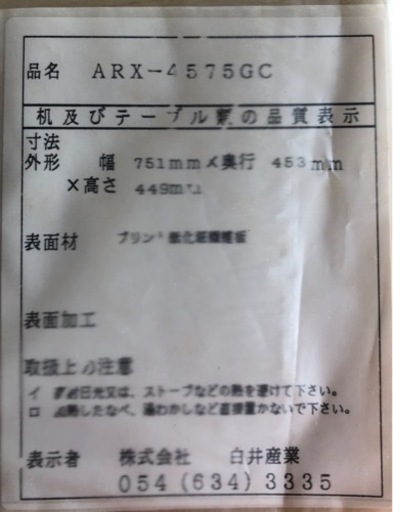 品名 ARX-4575GC
机及びテーブル類の品質表示
寸法
外形 幅 751mm×奥行 453mm
×高さ 449mm
表面材 プリント紙化粧繊維板
表面加工
取扱上の注意
イ 直射日光又は、ストーブなどの熱を避けて下さい。
ロ 過熱したなべ、湯わかしなど直接置かないで下さい。
表示者 株式会社 白井産業
054(634)3335